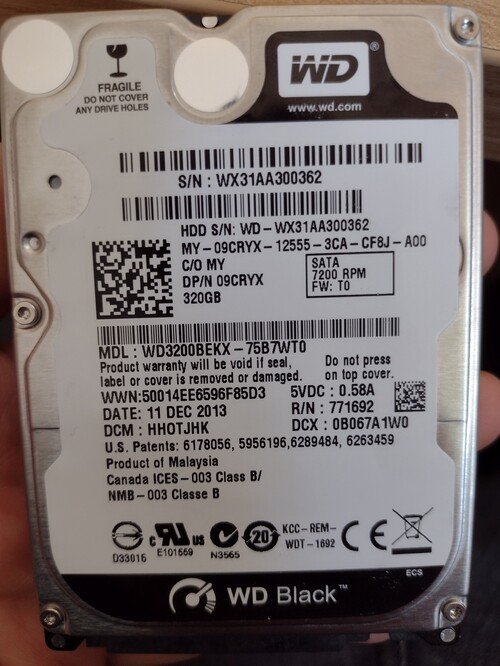 FRAGILE
DO NOT COVER
ANY DRIVE HOLES
WD®
www.wd.com
S/N : WX31AA300362
HDD S/N: WD-WX31AA300362
MY-09CRYX-12555-3CA-CF8J-A00
C/O MY
DP/N 09CRYX
320GB
SATA
7200 RPM
FW: T0
MDL : WD3200BEKX-75B7WT0
Product warranty will be void if seal,
label or cover is removed or damaged.
Do not press
on top cover.
WWN:50014EE6596F85D3
5VDC : 0.58A
DATE: 11 DEC 2013
R/N : 771692
DCM : HHOTJHK
DCX : 0B067A1W0
U.S. Patents: 6178056, 5956196,6289484, 6263459
Product of Malaysia
Canada ICES-003 Class B/
NMB-003 Classe B
D33016
c UL us
E101559
N3565
20
KCC-REM-
WDT-1692
CE
ECS
WD Black™